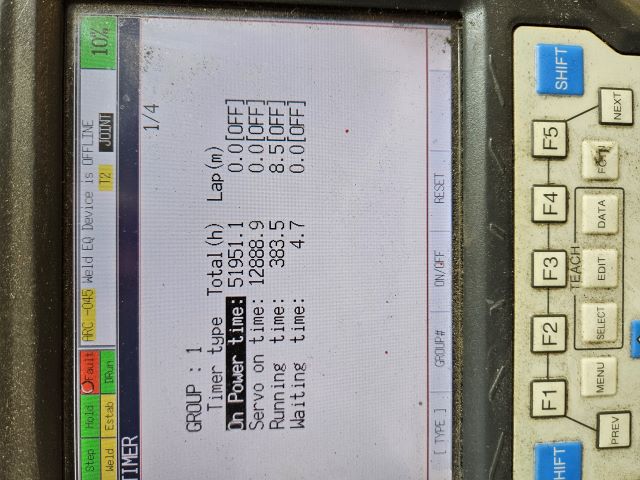 Step Hold Fault ARC -045 Weld EQ Device is OFFLINE
Weld Estab Run T2 JOINT 10%
TIMER
1/4
GROUP : 1
Timer type Total(h) Lap(m)
On Power time: 51951.1 0.0[OFF]
Servo on time: 12888.9 0.0[OFF]
Running time: 383.5 8.5[OFF]
Waiting time: 4.7 0.0[OFF]
[ TYPE ] GROUP# ON/OFF RESET
F1 F2 F3 F4 F5
SHIFT
SHIFT
TEACH
PREV MENU SELECT EDIT DATA FCTN NEXT